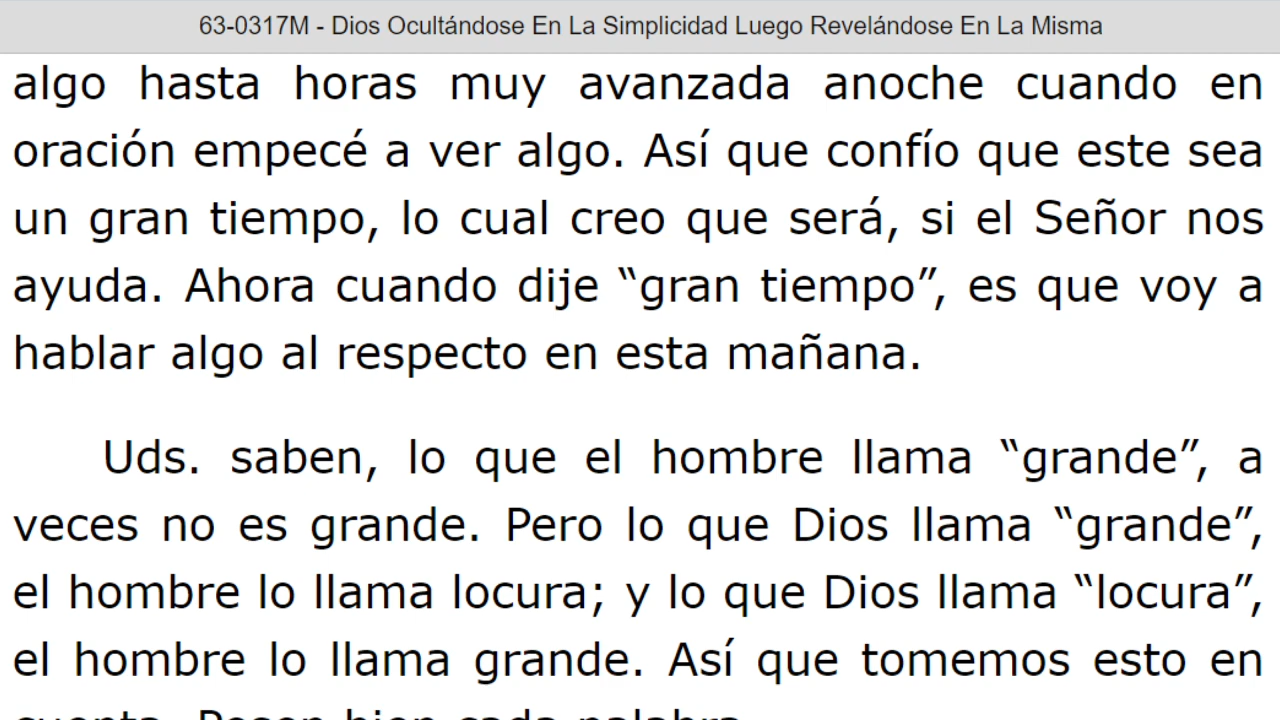 63-0317M - Dios Ocultándose En La Simplicidad Luego Revelándose En La Misma
algo hasta horas muy avanzada anoche cuando en
oración empecé a ver algo. Así que confío que este sea
un gran tiempo, lo cual creo que será, si el Señor nos
ayuda. Ahora cuando dije “gran tiempo”, es que voy a
hablar algo al respecto en esta mañana.
Uds. saben, lo que el hombre llama “grande”, a
veces no es grande. Pero lo que Dios llama “grande”,
el hombre lo llama locura; y lo que Dios llama “locura”,
el hombre lo llama grande. Así que tomemos esto en
cuenta. Pesen bien cada palabra.